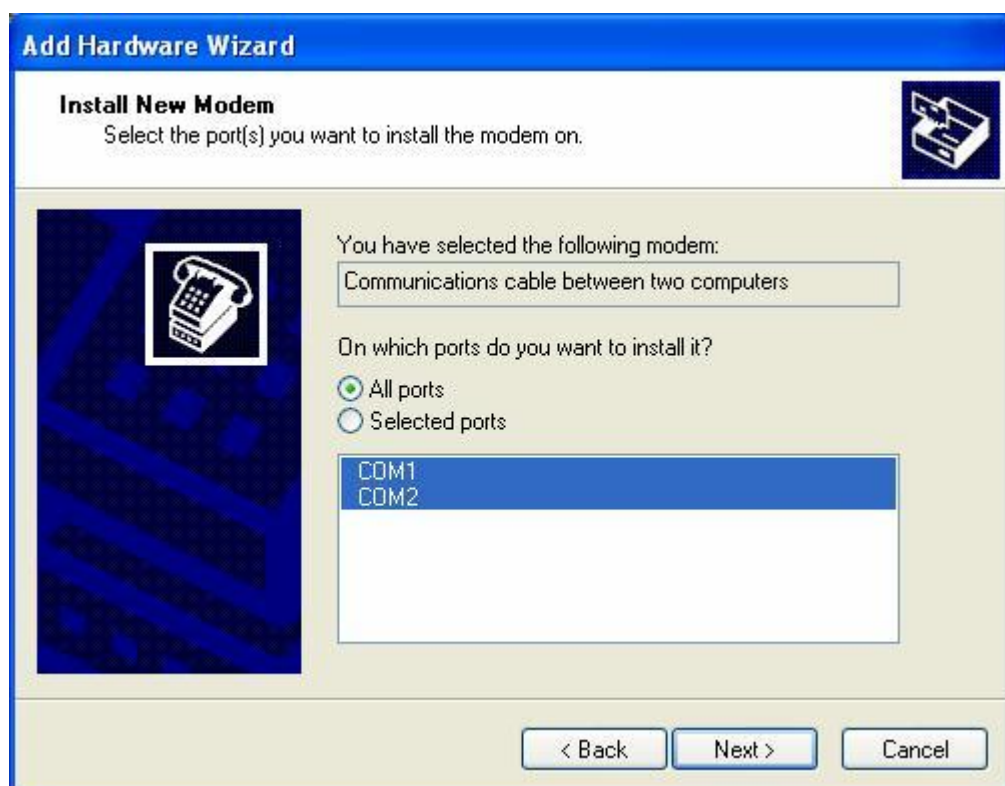 Add Hardware Wizard
Install New Modem
Select the port(s) you want to install the modem on.
You have selected the following modem:
Communications cable between two computers
On which ports do you want to install it?
All ports
Selected ports
COM1
COM2
< Back Next > Cancel